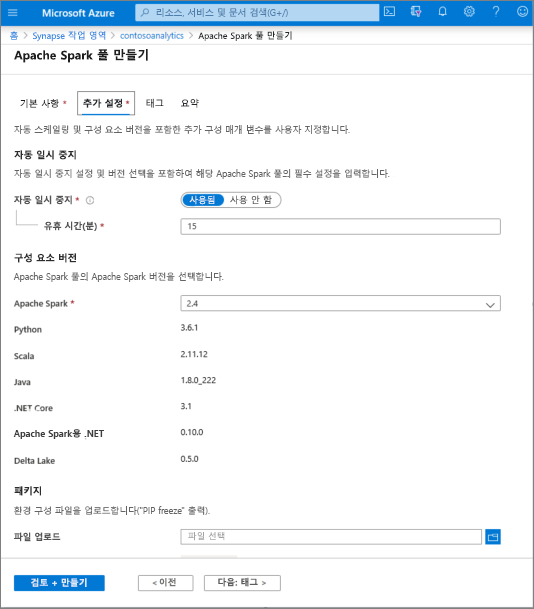 Microsoft Azure
리소스, 서비스 및 문서 검색(G+/)
홈 > Synapse 작업 영역 > contosoanalytics > Apache Spark 풀 만들기
Apache Spark 풀 만들기
기본 사항 * 추가 설정 * 태그 요약
자동 스케일링 및 구성 요소 버전을 포함한 추가 구성 매개 변수를 사용자 지정합니다.
자동 일시 중지
자동 일시 중지 설정 및 버전 선택을 포함하여 해당 Apache Spark 풀의 필수 설정을 입력합니다.
자동 일시 중지 * 사용됨 사용 안 함
유휴 시간(분) * 15
구성 요소 버전
Apache Spark 풀의 Apache Spark 버전을 선택합니다.
Apache Spark * 2.4
Python 3.6.1
Scala 2.11.12
Java 1.8.0_222
.NET Core 3.1
Apache Spark용 .NET 0.10.0
Delta Lake 0.5.0
패키지
환경 구성 파일을 업로드합니다("PIP freeze" 출력).
파일 업로드 파일 선택
검토 + 만들기 < 이전 다음: 태그 >